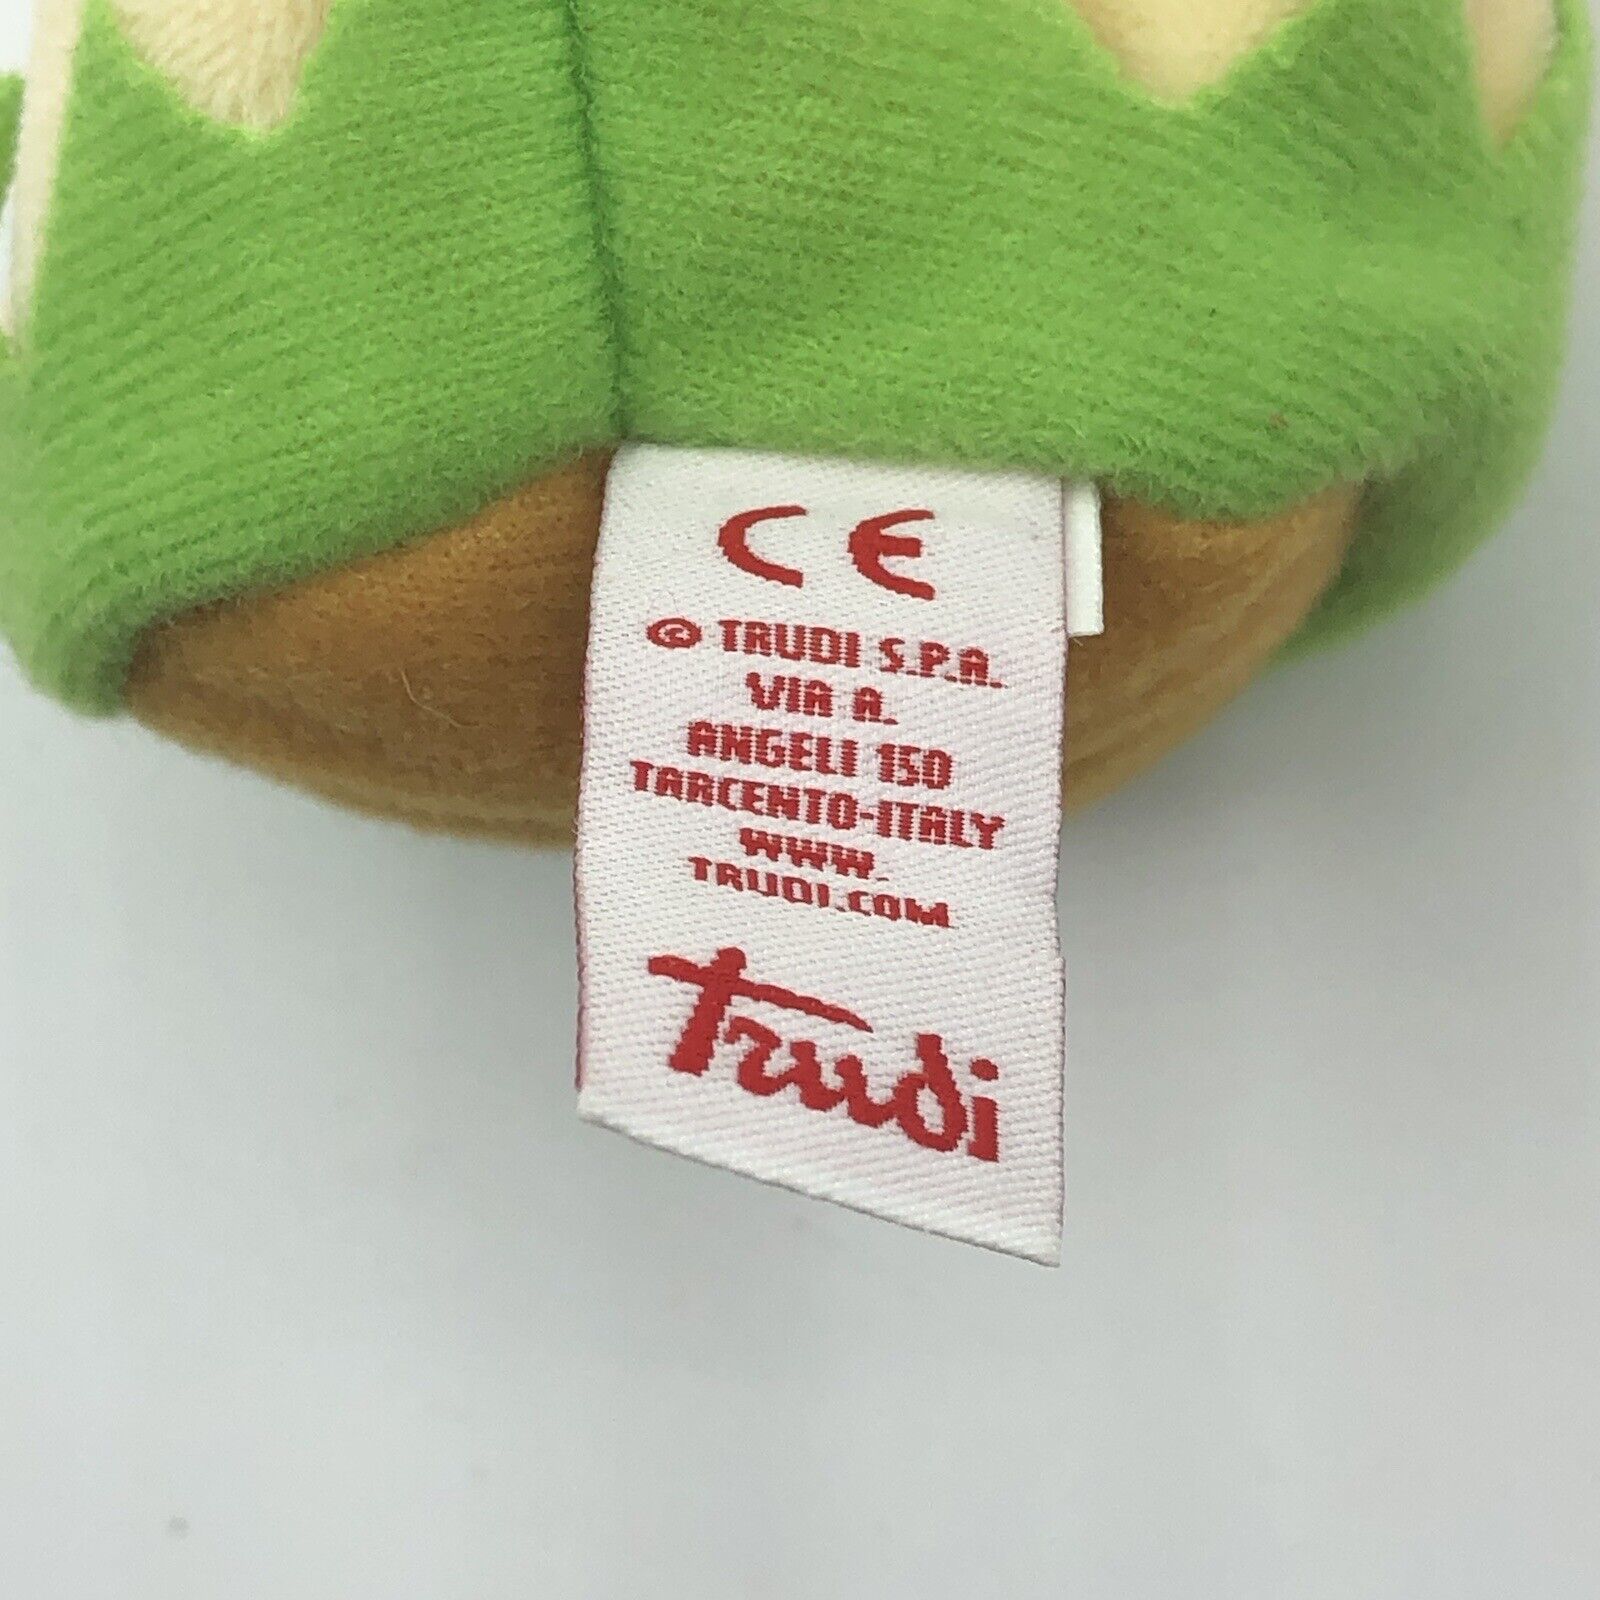 CE
© TRUDI S.P.A.
VIA A.
ANGELI 150
TARCENTO-ITALY
WWW.
TRUDI.COM
Trudi